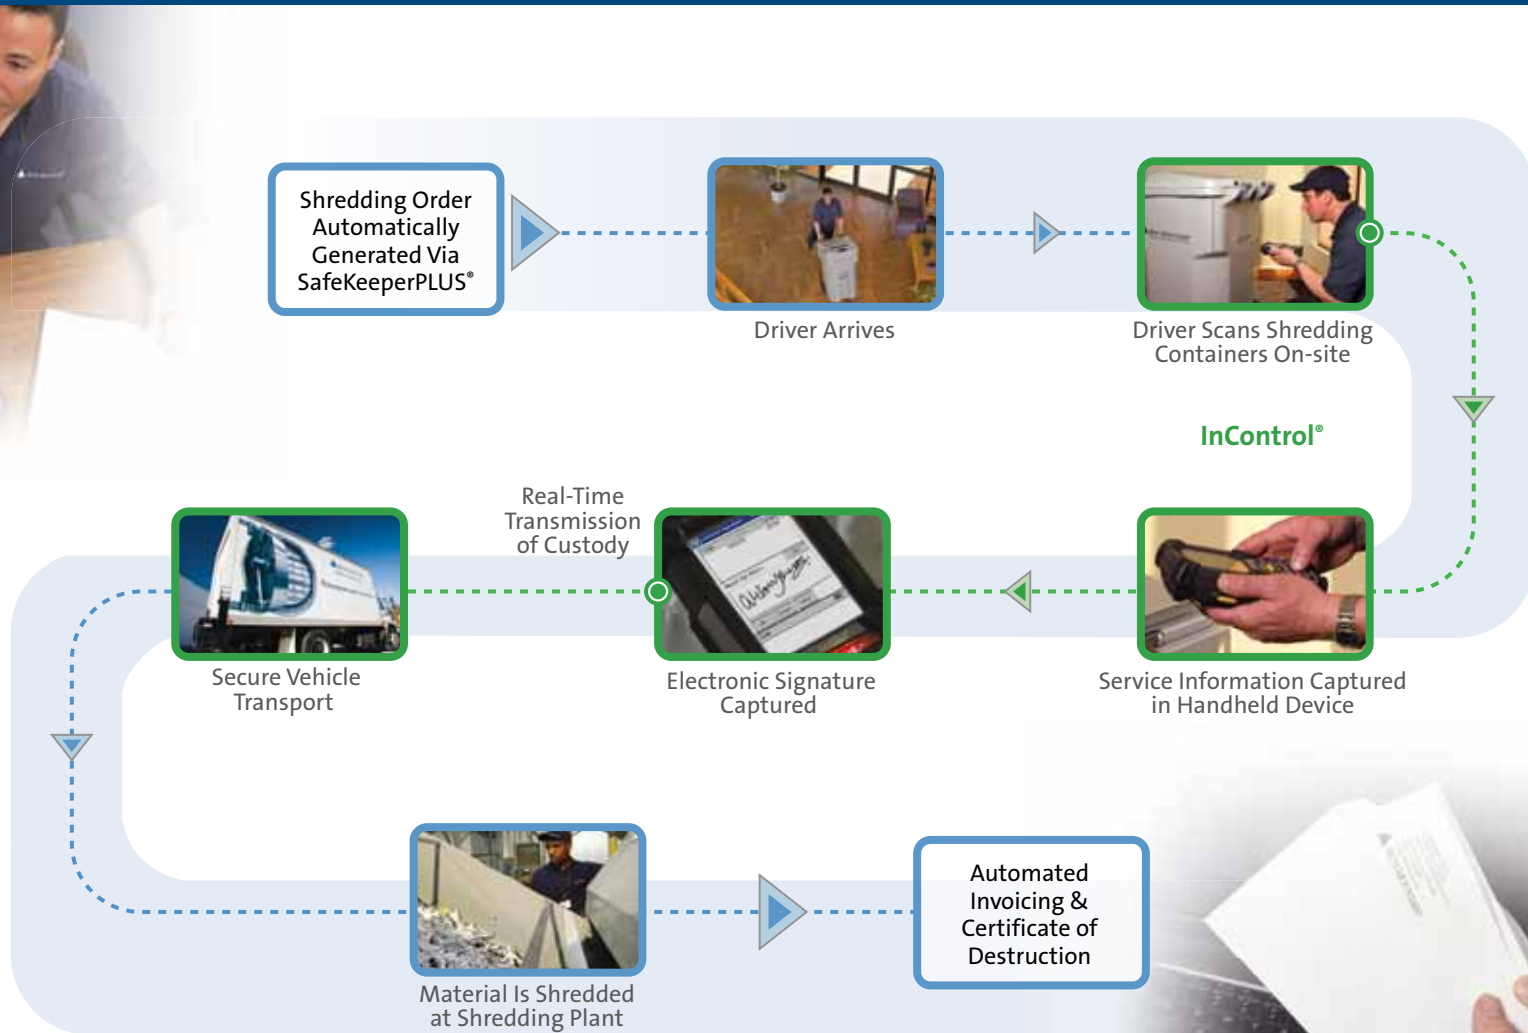 Shredding Order
Automatically
Generated Via
SafeKeeperPLUS®
Driver Arrives
Driver Scans Shredding
Containers On-site
InControl®
Service Information Captured
in Handheld Device
Electronic Signature
Captured
Real-Time
Transmission
of Custody
Secure Vehicle
Transport
Material Is Shredded
at Shredding Plant
Automated
Invoicing &
Certificate of
Destruction